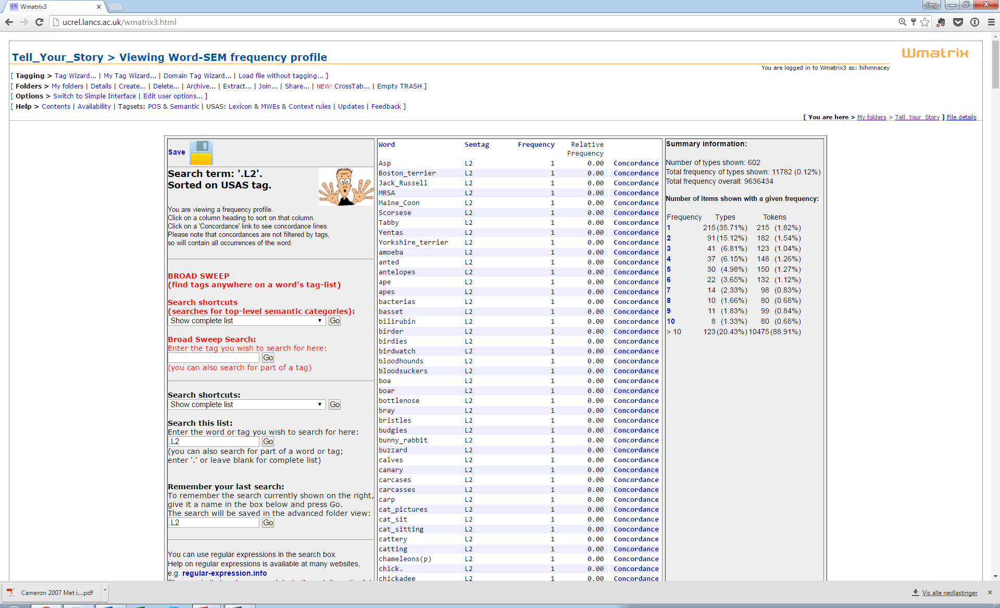 Wmatrix3
Deg
ucrel.lancs.ac.uk/wmatrix3.html
Tell_Your_Story > Viewing Word-SEM frequency profile
Wmatrix
You are logged in to Wmatrix3 as: hihmnacey
[ Tagging > Tag Wizard... | My Tag Wizard... | Domain Tag Wizard... | Load file without tagging... ]
[ Folders > My folders | Details | Create... | Delete... | Archive... | Extract... | Join... | Share... | NEW! CrossTab... | Empty TRASH ]
[ Options > Switch to Simple Interface | Edit user options... ]
[ Help > Contents | Availability | Tagsets: POS & Semantic | USAS: Lexicon & MWEs & Context rules | Updates | Feedback ]
[ You are here > My folders > Tell_Your_Story ] File details
Save
Search term: '.L2'.
Sorted on USAS tag.
You are viewing a frequency profile.
Click on a column heading to sort on that column.
Click on a 'Concordance' link to see concordance lines.
Please note that concordances are not filtered by tags,
so will contain all occurrences of the word.
BROAD SWEEP
(find tags anywhere on a word's tag-list)
Search shortcuts
(searches for top-level semantic categories):
Show complete list Go
Broad Sweep Search:
Enter the tag you wish to search for here:
Go
(you can also search for part of a tag)
Search shortcuts:
Show complete list Go
Search this list:
Enter the word or tag you wish to search for here:
.L2 Go
(you can also search for part of a word or tag;
enter '.' or leave blank for complete list)
Remember your last search:
To remember the search currently shown on the right,
give it a name in the box below and press Go.
The search will be saved in the advanced folder view:
.L2 Go
You can use regular expressions in the search box.
Help on regular expressions is available at many websites,
e.g. regular-expression.info
Word Semtag Frequency Relative
Frequency
Asp L2 1 0.00 Concordance
Boston_terrier L2 1 0.00 Concordance
Jack_Russell L2 1 0.00 Concordance
MRSA L2 1 0.00 Concordance
Maine_Coon L2 1 0.00 Concordance
Scorsese L2 1 0.00 Concordance
Tabby L2 1 0.00 Concordance
Yentas L2 1 0.00 Concordance
Yorkshire_terrier L2 1 0.00 Concordance
amoeba L2 1 0.00 Concordance
anted L2 1 0.00 Concordance
antelopes L2 1 0.00 Concordance
ape L2 1 0.00 Concordance
apes L2 1 0.00 Concordance
bacterias L2 1 0.00 Concordance
basset L2 1 0.00 Concordance
bilirubin L2 1 0.00 Concordance
birder L2 1 0.00 Concordance
birdies L2 1 0.00 Concordance
birdwatch L2 1 0.00 Concordance
bloodhounds L2 1 0.00 Concordance
bloodsuckers L2 1 0.00 Concordance
boa L2 1 0.00 Concordance
boar L2 1 0.00 Concordance
bottlenose L2 1 0.00 Concordance
bray L2 1 0.00 Concordance
bristles L2 1 0.00 Concordance
budgies L2 1 0.00 Concordance
bunny_rabbit L2 1 0.00 Concordance
buzzard L2 1 0.00 Concordance
calves L2 1 0.00 Concordance
canary L2 1 0.00 Concordance
carcases L2 1 0.00 Concordance
carcasses L2 1 0.00 Concordance
carp L2 1 0.00 Concordance
cat_pictures L2 1 0.00 Concordance
cat_sit L2 1 0.00 Concordance
cat_sitting L2 1 0.00 Concordance
cattery L2 1 0.00 Concordance
catting L2 1 0.00 Concordance
chameleons(p) L2 1 0.00 Concordance
chick. L2 1 0.00 Concordance
chickadee L2 1 0.00 Concordance
Summary information:
Number of types shown: 602
Total frequency of types shown: 11782 (0.12%)
Total frequency overall: 9636434
Number of items shown with a given frequency:
Frequency Types Tokens
1 215 (35.71%) 215 (1.82%)
2 91 (15.12%) 182 (1.54%)
3 41 (6.81%) 123 (1.04%)
4 37 (6.15%) 148 (1.26%)
5 30 (4.98%) 150 (1.27%)
6 22 (3.65%) 132 (1.12%)
7 14 (2.33%) 98 (0.83%)
8 10 (1.66%) 80 (0.68%)
9 11 (1.83%) 99 (0.84%)
10 8 (1.33%) 80 (0.68%)
> 10 123 (20.43%) 10475 (88.91%)
Cameron 2007 Met i....pdf
Vis alle nedlastinger